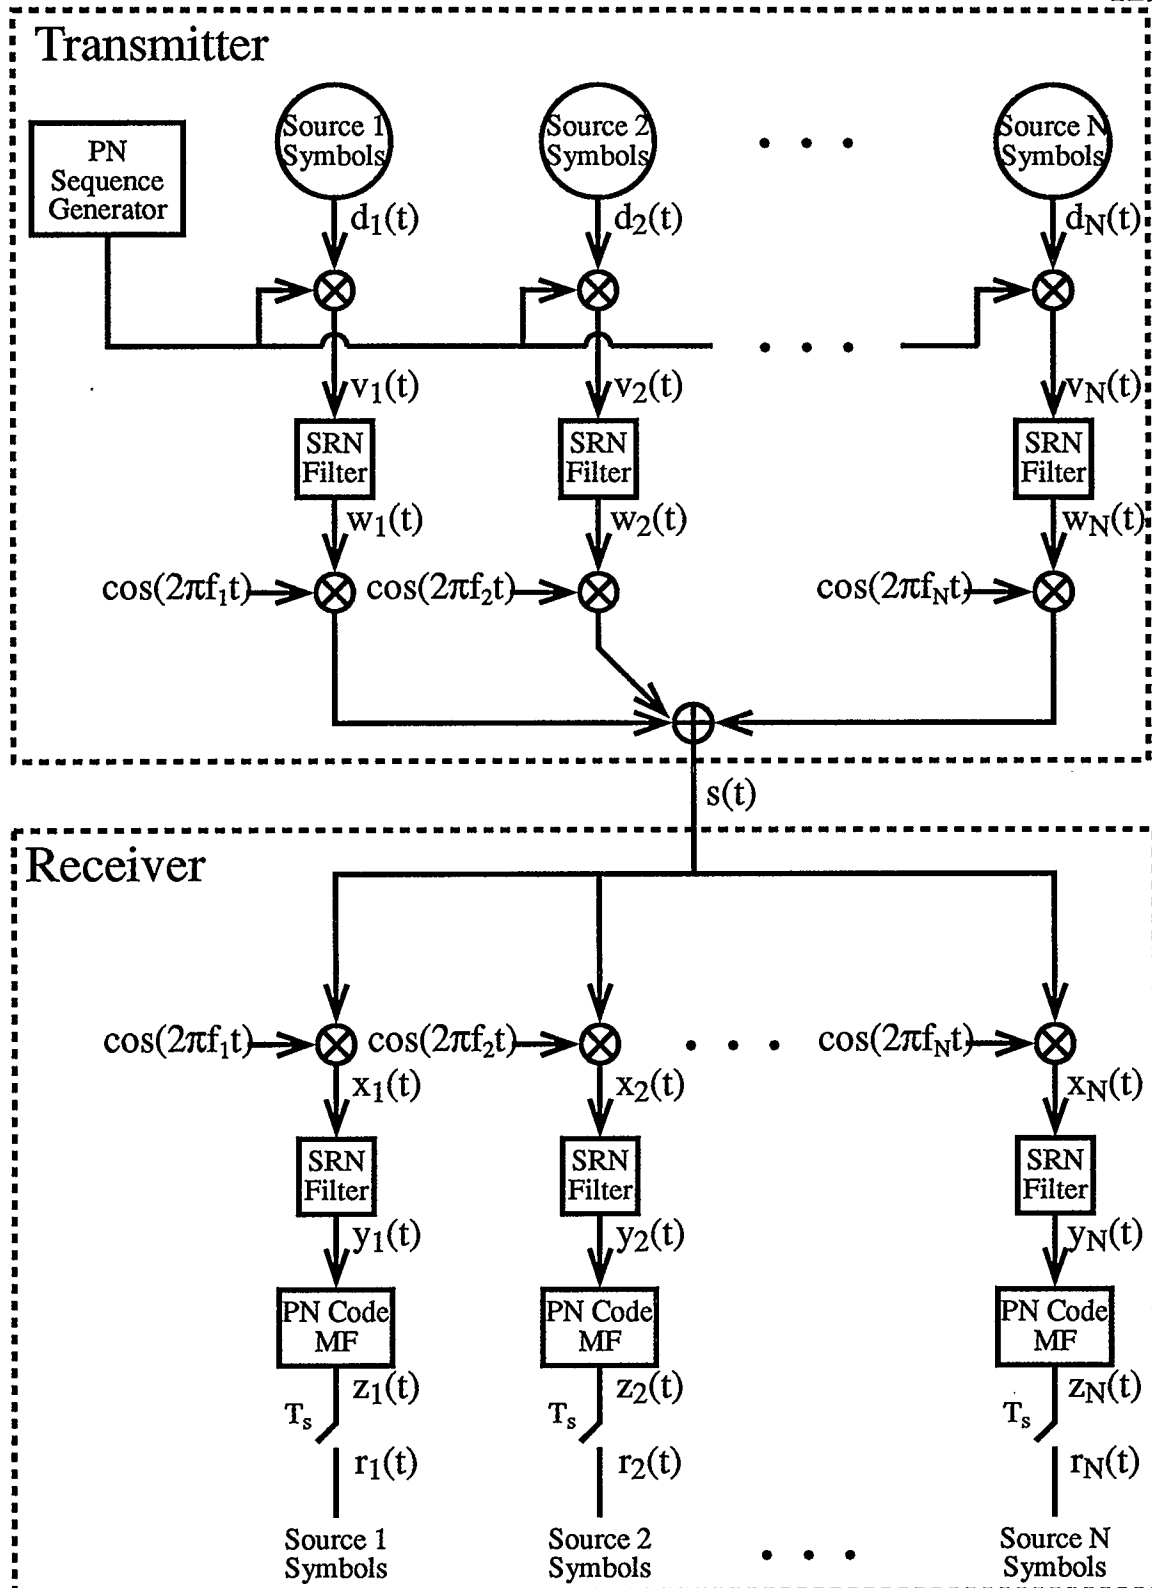 Transmitter
PN
Sequence
Generator
Source 1
Symbols
Source 2
Symbols
Source N
Symbols
d1(t)
d2(t)
dN(t)
v1(t)
v2(t)
vN(t)
SRN
Filter
SRN
Filter
SRN
Filter
w1(t)
w2(t)
wN(t)
cos(2πf1t)
cos(2πf2t)
cos(2πfNt)
s(t)
Receiver
cos(2πf1t)
cos(2πf2t)
cos(2πfNt)
x1(t)
x2(t)
xN(t)
SRN
Filter
SRN
Filter
SRN
Filter
y1(t)
y2(t)
yN(t)
PN Code
MF
PN Code
MF
PN Code
MF
z1(t)
z2(t)
zN(t)
Ts
Ts
Ts
r1(t)
r2(t)
rN(t)
Source 1
Symbols
Source 2
Symbols
Source N
Symbols